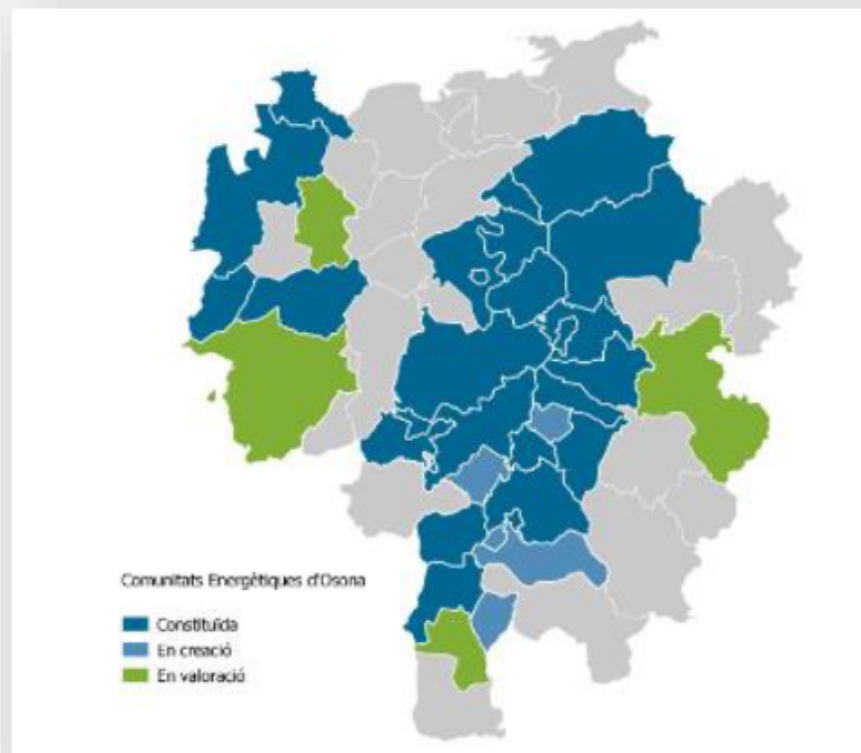 Comunitats Energètiques d'Osona
Constituïda
En creació
En valoració